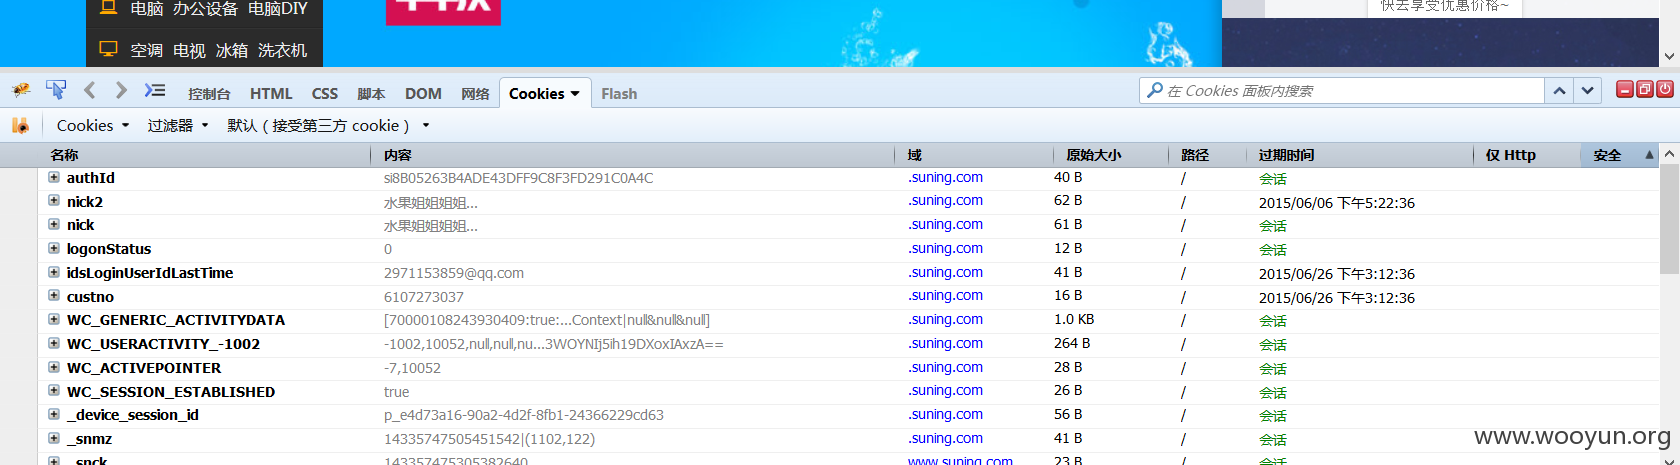 电脑 办公设备 电脑DIY
快去享受优惠价格~
空调 电视 冰箱 洗衣机
控制台 HTML CSS 脚本 DOM 网络 Cookies Flash
在 Cookies 面板内搜索
Cookies 过滤器 默认（接受第三方 cookie）
名称 内容 域 原始大小 路径 过期时间 仅 Http 安全
authId si8B05263B4ADE43DFF9C8F3FD291C0A4C .suning.com 40 B / 会话
nick2 水果姐姐姐姐... .suning.com 62 B / 2015/06/06 下午5:22:36
nick 水果姐姐姐姐... .suning.com 61 B / 会话
logonStatus 0 .suning.com 12 B / 会话
idsLoginUserIdLastTime 2971153859@qq.com .suning.com 41 B / 2015/06/26 下午3:12:36
custno 6107273037 .suning.com 16 B / 2015/06/26 下午3:12:36
WC_GENERIC_ACTIVITYDATA [70000108243930409:true:...Context|null&null&null] .suning.com 1.0 KB / 会话
WC_USERACTIVITY_-1002 -1002,10052,null,null,nu...3WOYNIj5ih19DXoxIAxzA== .suning.com 264 B / 会话
WC_ACTIVEPOINTER -7,10052 .suning.com 28 B / 会话
WC_SESSION_ESTABLISHED true .suning.com 26 B / 会话
_device_session_id p_e4d73a16-90a2-4d2f-8fb1-24366229cd63 .suning.com 56 B / 会话
_snmz 14335747505451542|(1102,122) .suning.com 41 B / 会话
www.wooyun.org
_snck 143357475305382640 www.suning.com 23 B / 会话